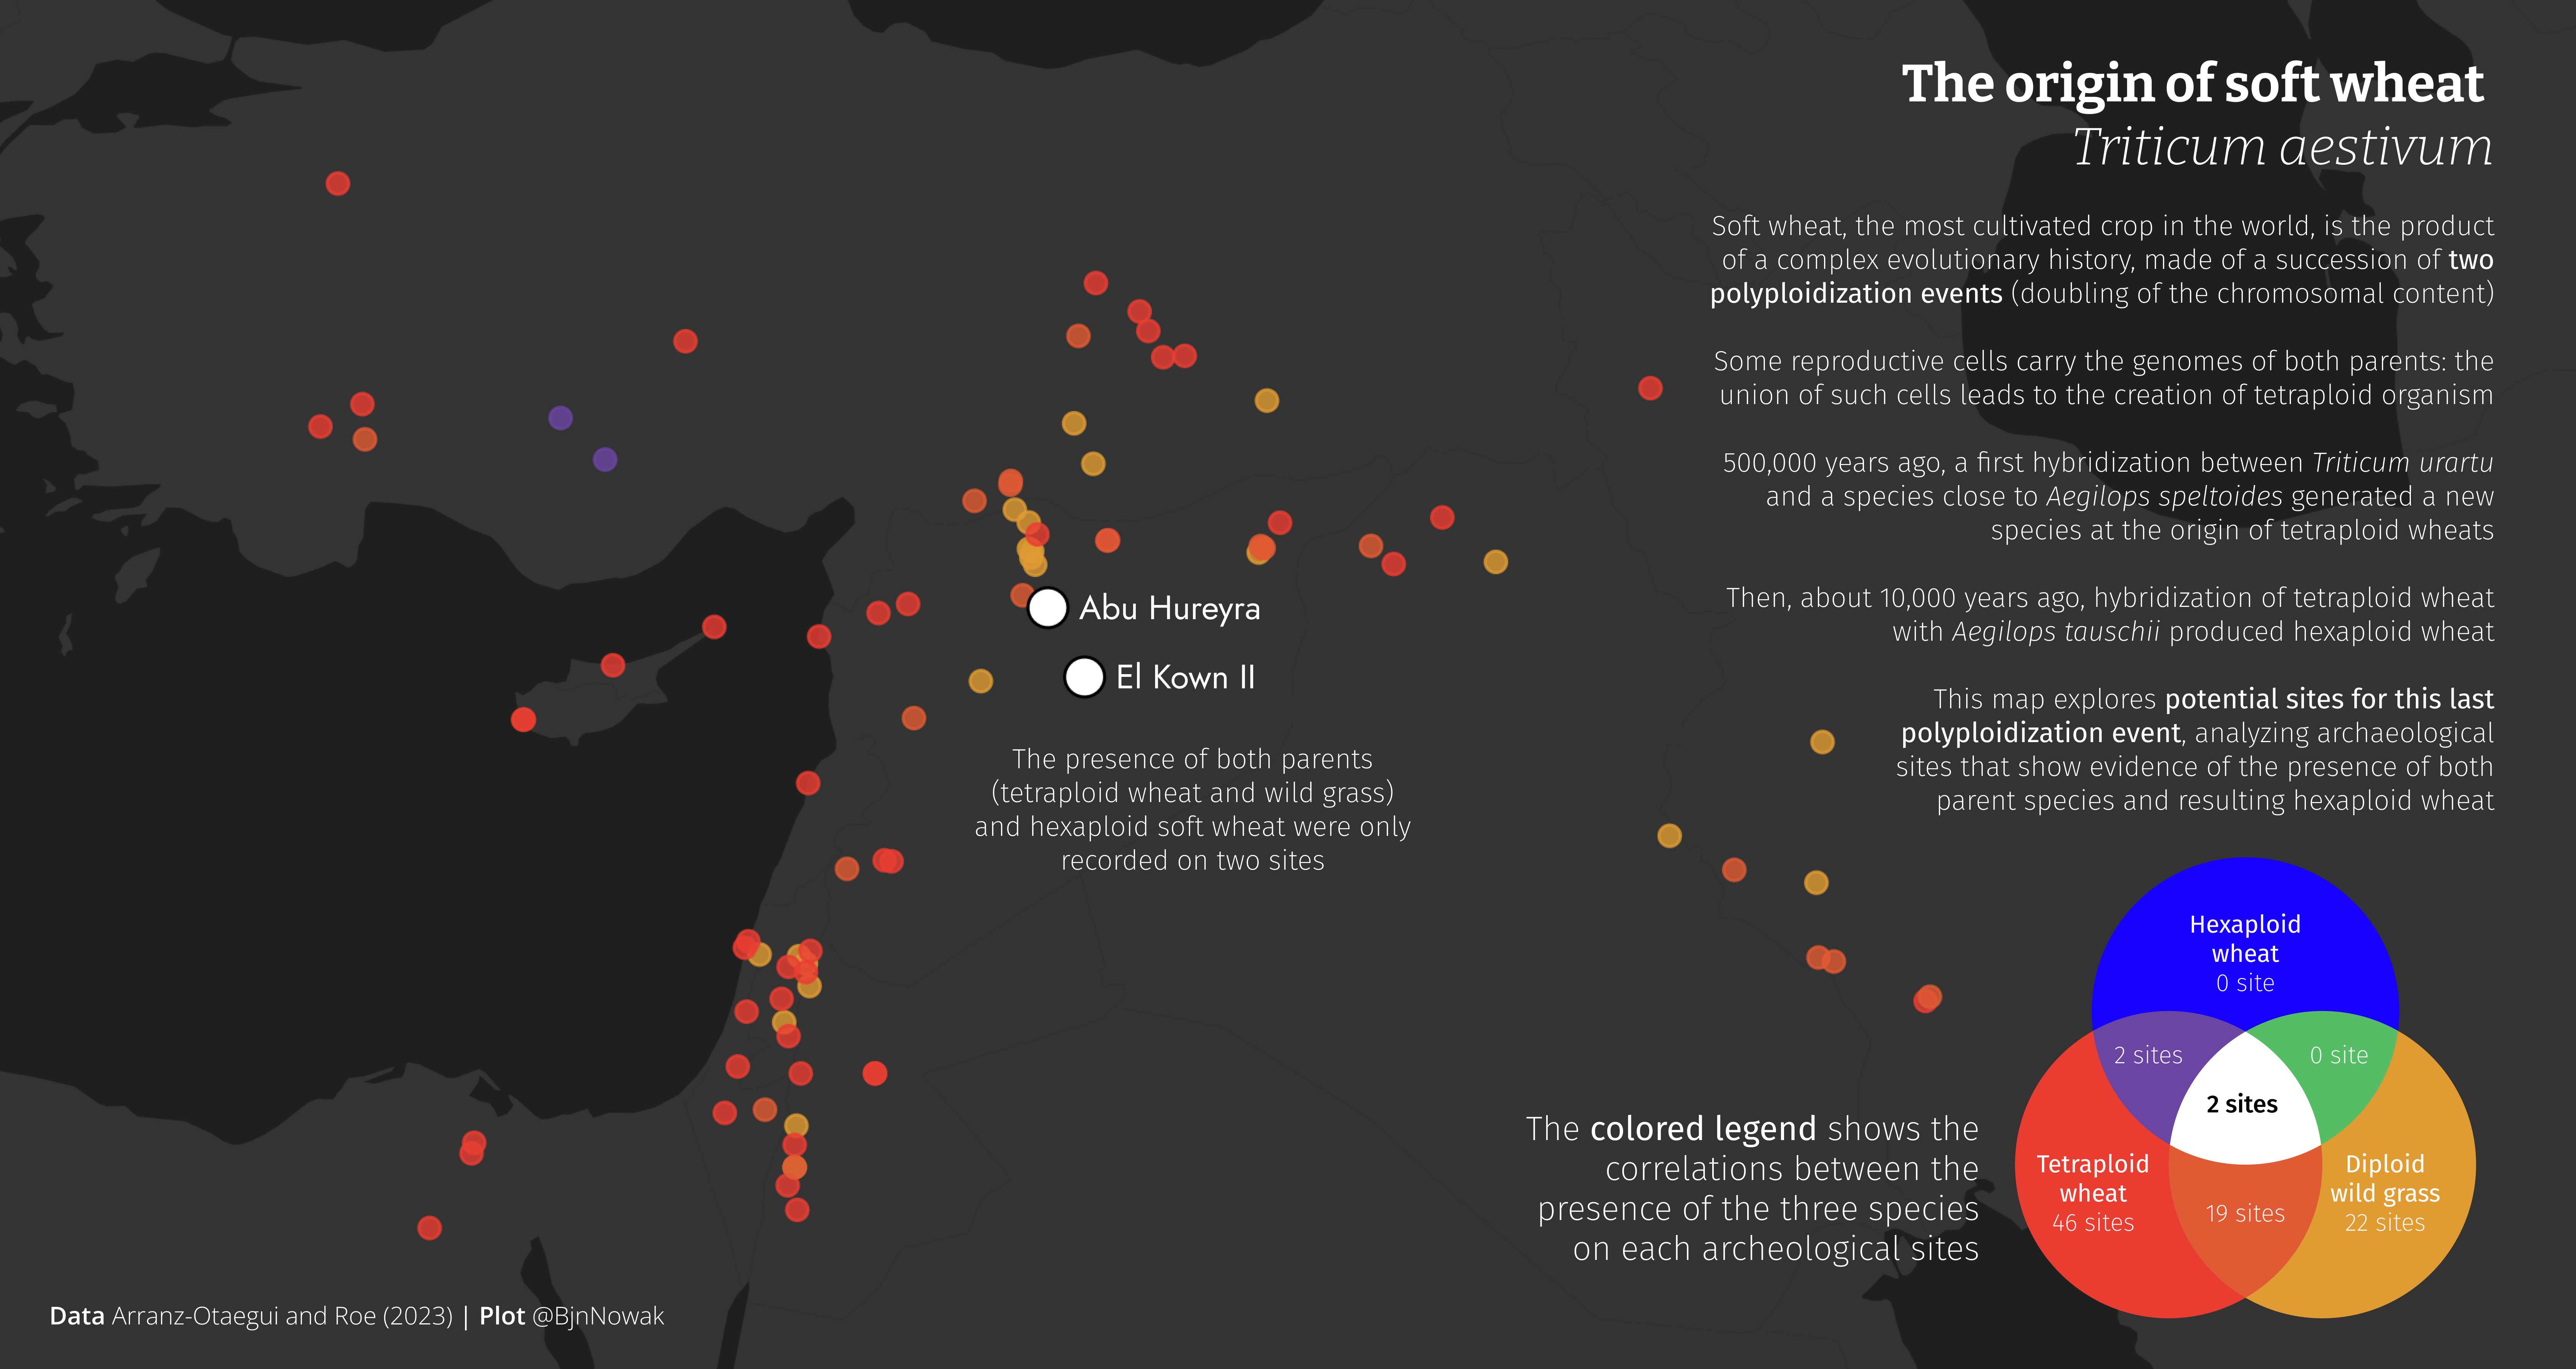 The origin of soft wheat
Triticum aestivum
Soft wheat, the most cultivated crop in the world, is the product
of a complex evolutionary history, made of a succession of two
polyploidization events (doubling of the chromosomal content)
Some reproductive cells carry the genomes of both parents: the
union of such cells leads to the creation of tetraploid organism
500,000 years ago, a first hybridization between Triticum urartu
and a species close to Aegilops speltoides generated a new
species at the origin of tetraploid wheats
Then, about 10,000 years ago, hybridization of tetraploid wheat
with Aegilops tauschii produced hexaploid wheat
This map explores potential sites for this last
polyploidization event, analyzing archaeological
sites that show evidence of the presence of both
parent species and resulting hexaploid wheat
Abu Hureyra
El Kown II
The presence of both parents
(tetraploid wheat and wild grass)
and hexaploid soft wheat were only
recorded on two sites
Hexaploid
wheat
0 site
2 sites
0 site
2 sites
Tetraploid
wheat
46 sites
19 sites
Diploid
wild grass
22 sites
The colored legend shows the
correlations between the
presence of the three species
on each archeological sites
Data Arranz-Otaegui and Roe (2023) | Plot @BjnNowak